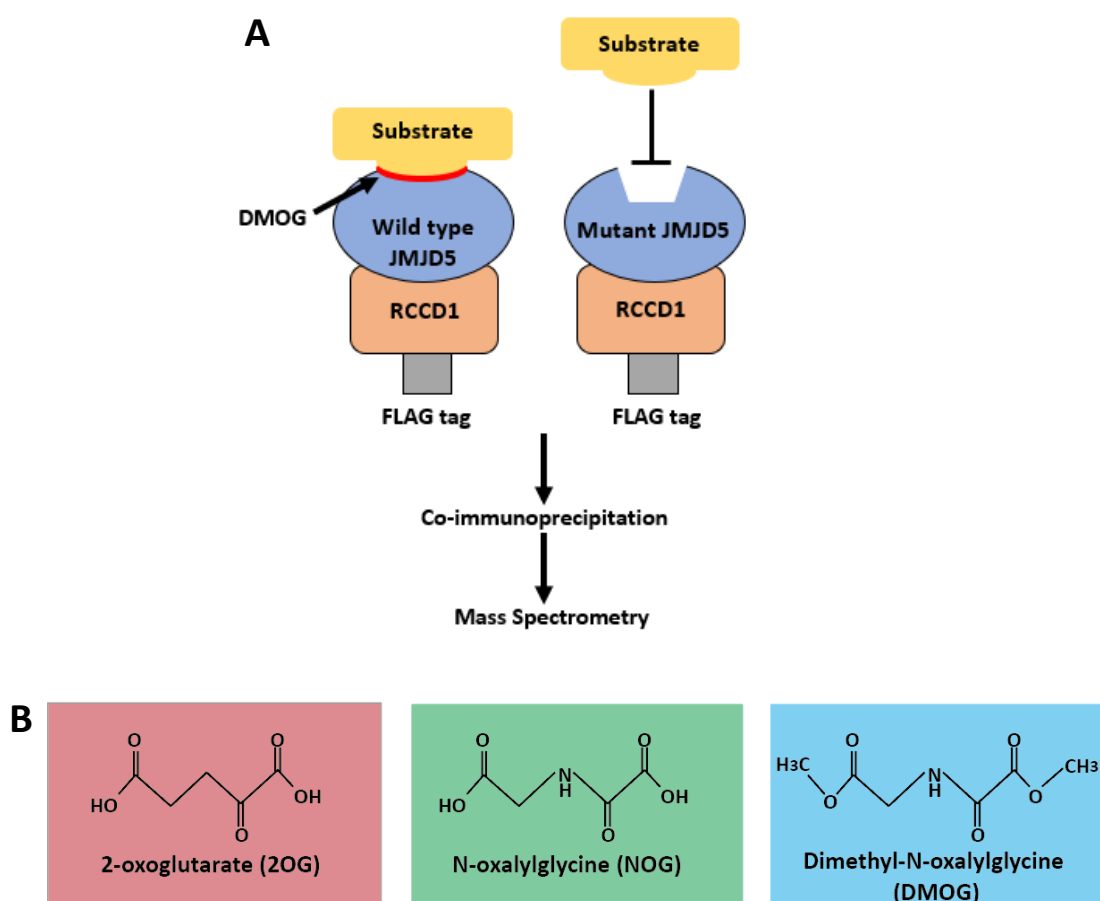 A
Substrate
Substrate
DMOG
Wild type
JMJD5
Mutant JMJD5
RCCD1
RCCD1
FLAG tag
FLAG tag
Co-immunoprecipitation
Mass Spectrometry
B
O
O
HO
OH
O
2-oxoglutarate (2OG)
O
O
N
H
HO
OH
O
N-oxalylglycine (NOG)
H3C
O
O
CH3
N
H
O
O
O
Dimethyl-N-oxalylglycine
(DMOG)